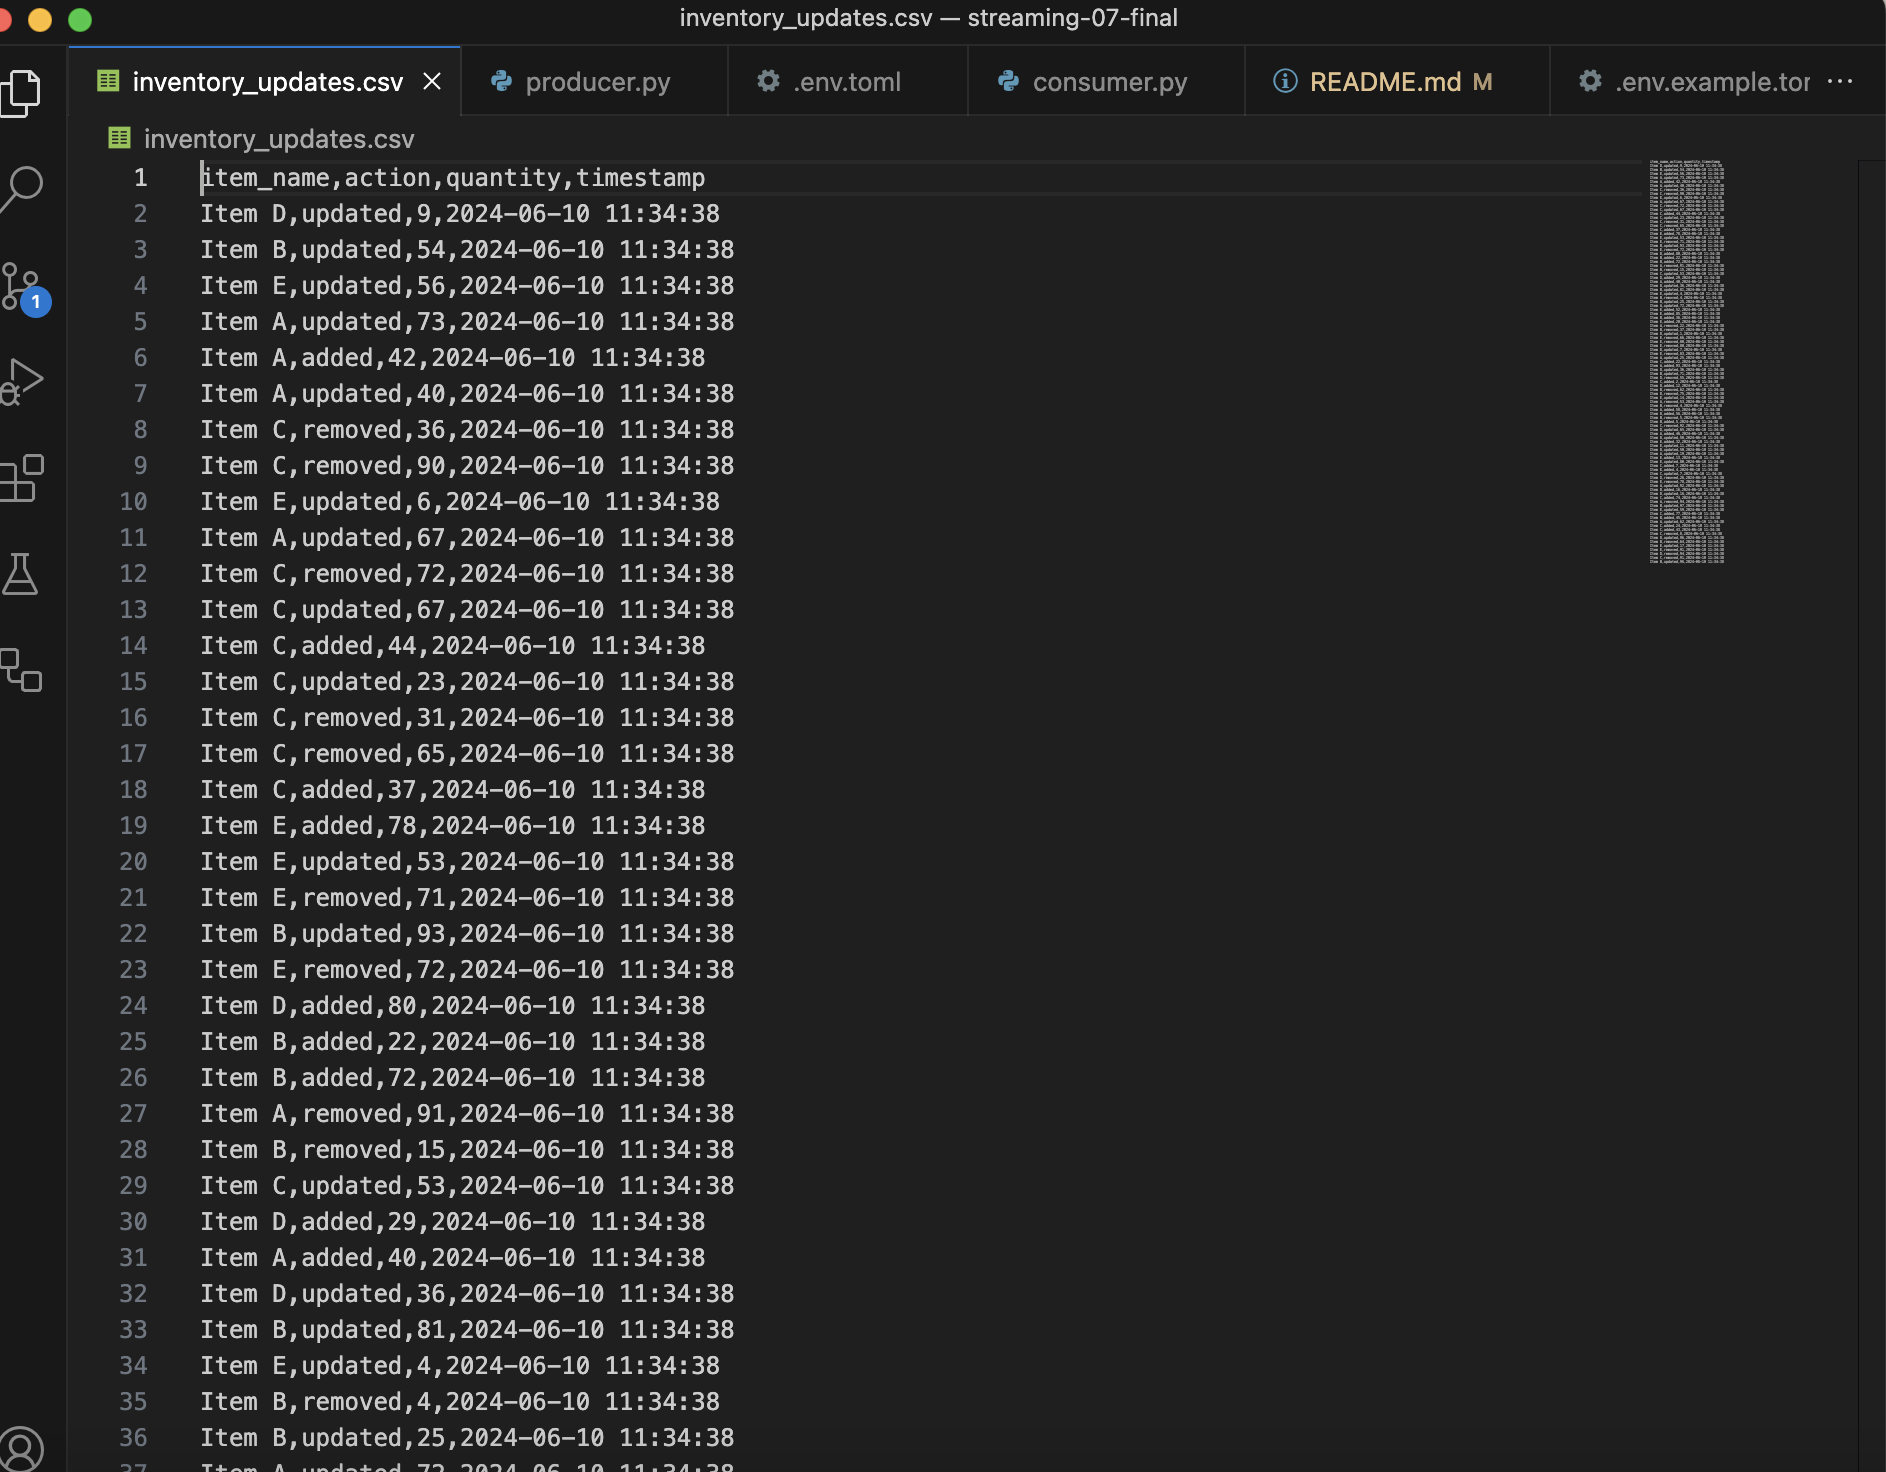 inventory_updates.csv — streaming-07-final
inventory_updates.csv producer.py .env.toml consumer.py README.md M .env.example.tor ···
inventory_updates.csv
1 item_name,action,quantity,timestamp
2 Item D,updated,9,2024-06-10 11:34:38
3 Item B,updated,54,2024-06-10 11:34:38
4 Item E,updated,56,2024-06-10 11:34:38
5 Item A,updated,73,2024-06-10 11:34:38
6 Item A,added,42,2024-06-10 11:34:38
7 Item A,updated,40,2024-06-10 11:34:38
8 Item C,removed,36,2024-06-10 11:34:38
9 Item C,removed,90,2024-06-10 11:34:38
10 Item E,updated,6,2024-06-10 11:34:38
11 Item A,updated,67,2024-06-10 11:34:38
12 Item C,removed,72,2024-06-10 11:34:38
13 Item C,updated,67,2024-06-10 11:34:38
14 Item C,added,44,2024-06-10 11:34:38
15 Item C,updated,23,2024-06-10 11:34:38
16 Item C,removed,31,2024-06-10 11:34:38
17 Item C,removed,65,2024-06-10 11:34:38
18 Item C,added,37,2024-06-10 11:34:38
19 Item E,added,78,2024-06-10 11:34:38
20 Item E,updated,53,2024-06-10 11:34:38
21 Item E,removed,71,2024-06-10 11:34:38
22 Item B,updated,93,2024-06-10 11:34:38
23 Item E,removed,72,2024-06-10 11:34:38
24 Item D,added,80,2024-06-10 11:34:38
25 Item B,added,22,2024-06-10 11:34:38
26 Item B,added,72,2024-06-10 11:34:38
27 Item A,removed,91,2024-06-10 11:34:38
28 Item B,removed,15,2024-06-10 11:34:38
29 Item C,updated,53,2024-06-10 11:34:38
30 Item D,added,29,2024-06-10 11:34:38
31 Item A,added,40,2024-06-10 11:34:38
32 Item D,updated,36,2024-06-10 11:34:38
33 Item B,updated,81,2024-06-10 11:34:38
34 Item E,updated,4,2024-06-10 11:34:38
35 Item B,removed,4,2024-06-10 11:34:38
36 Item B,updated,25,2024-06-10 11:34:38
1